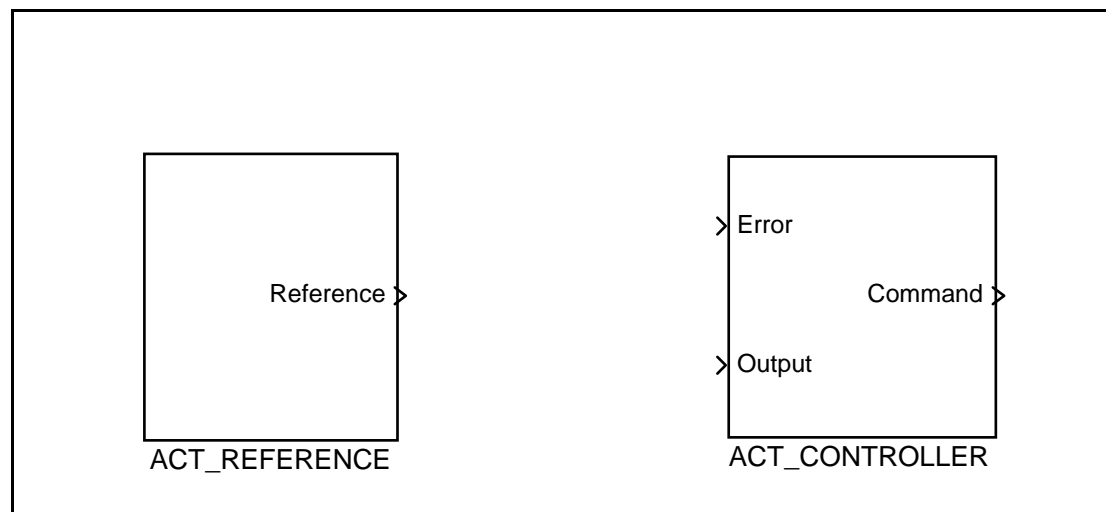 Reference
ACT_REFERENCE
Error
Command
Output
ACT_CONTROLLER